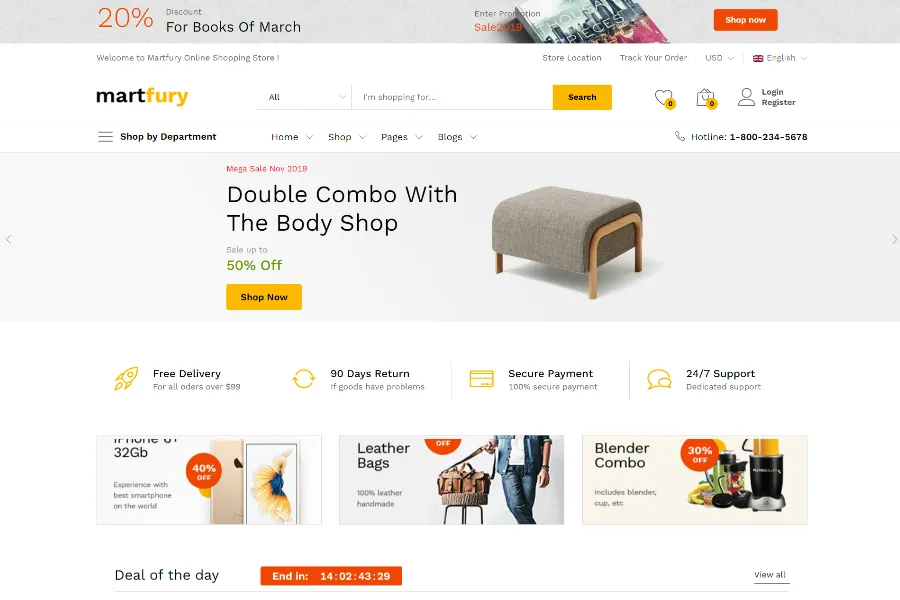 20%
Discount
For Books Of March
Enter Promotion
Sale2019
Shop now
Welcome to Martfury Online Shopping Store !
Store Location
Track Your Order
USD
English
martfury
All
I'm shopping for...
Search
0
0
Login
Register
Shop by Department
Home
Shop
Pages
Blogs
Hotline: 1-800-234-5678
Mega Sale Nov 2019
Double Combo With
The Body Shop
Sale up to
50% Off
Shop Now
Free Delivery
For all oders over $99
90 Days Return
If goods have problems
Secure Payment
100% secure payment
24/7 Support
Dedicated support
iPhone 6+
32Gb
40%
OFF
Experience with
best smartphone
on the world
Leather
Bags
OFF
100% leather
handmade
Blender
Combo
30%
OFF
Includes blender,
cup, etc
Deal of the day
End in: 14:02:43:29
View all